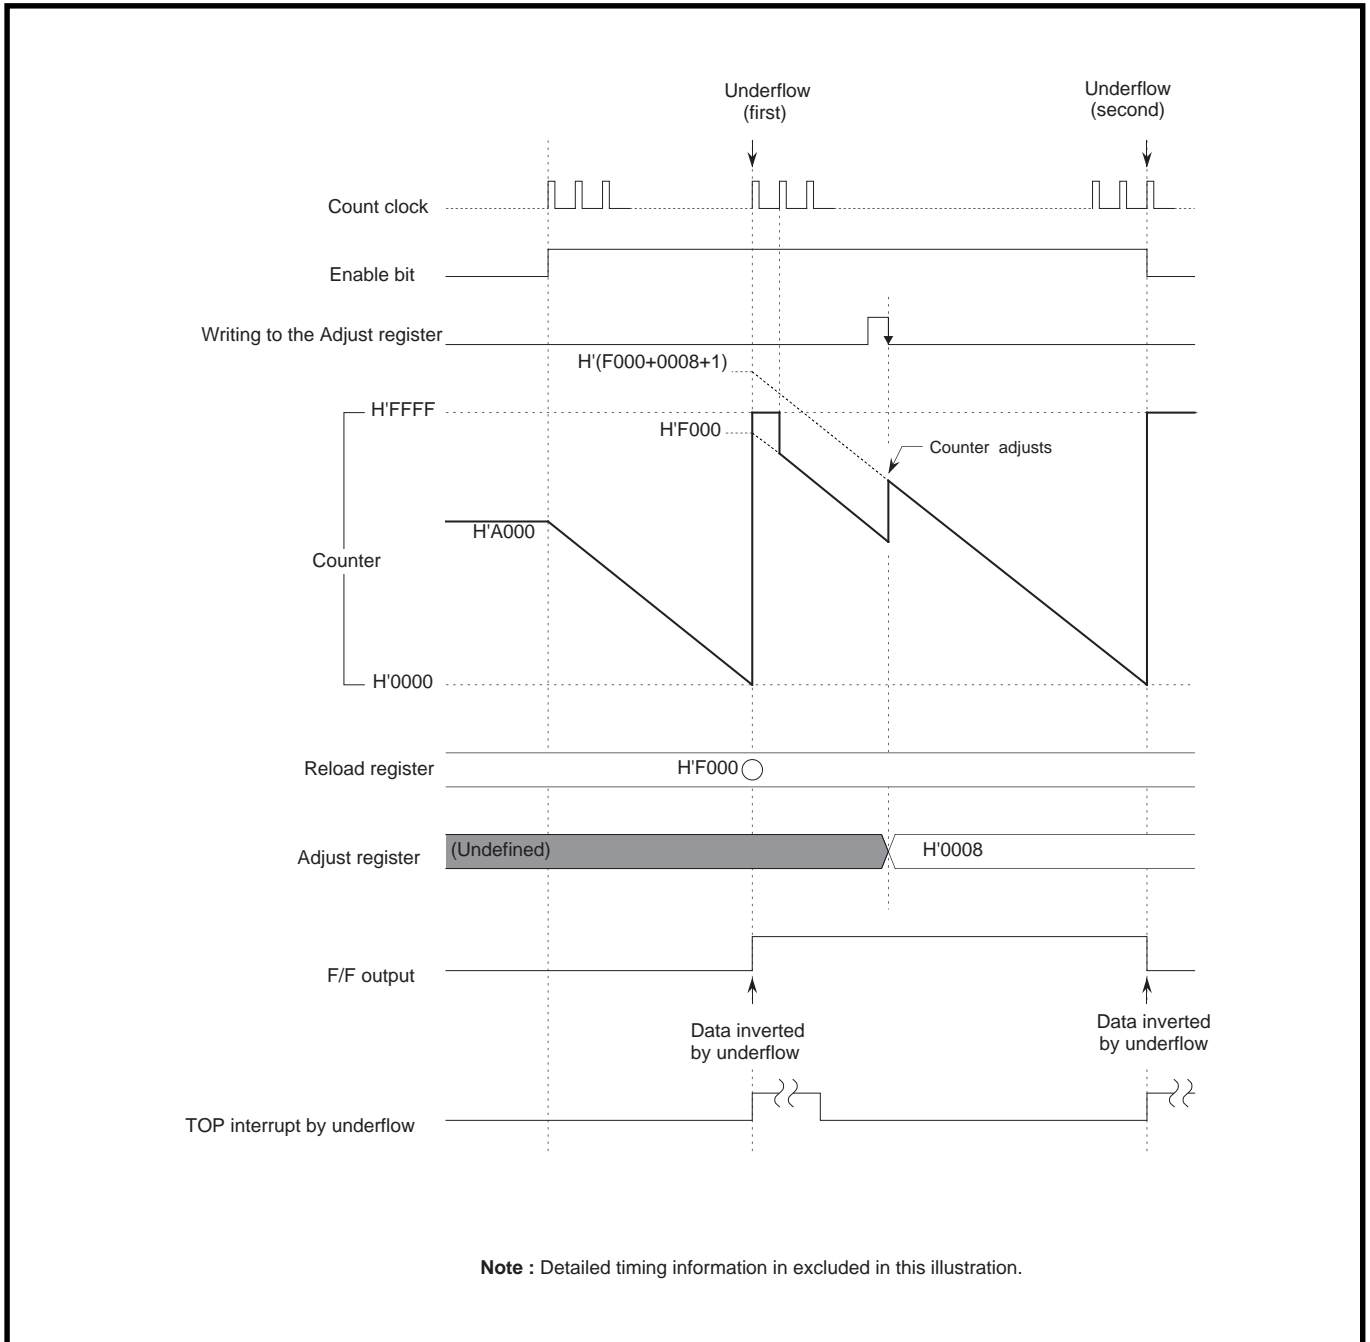 Underflow
(first)
Underflow
(second)
Count clock
Enable bit
Writing to the Adjust register
H'(F000+0008+1)
H'FFFF
H'F000
Counter adjusts
H'A000
Counter
H'0000
Reload register
H'F000
Adjust register
(Undefined)
H'0008
F/F output
Data inverted
by underflow
Data inverted
by underflow
TOP interrupt by underflow
Note : Detailed timing information in excluded in this illustration.